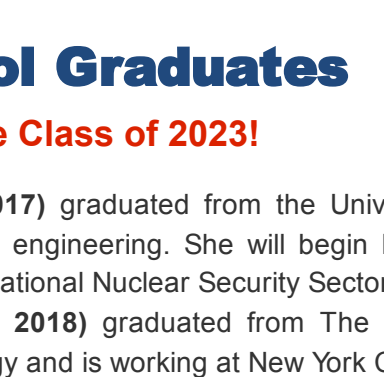 ol Graduates
e Class of 2023!
017) graduated from the Univ
engineering. She will begin
ational Nuclear Security Sector
2018) graduated from The
gy and is working at New York C